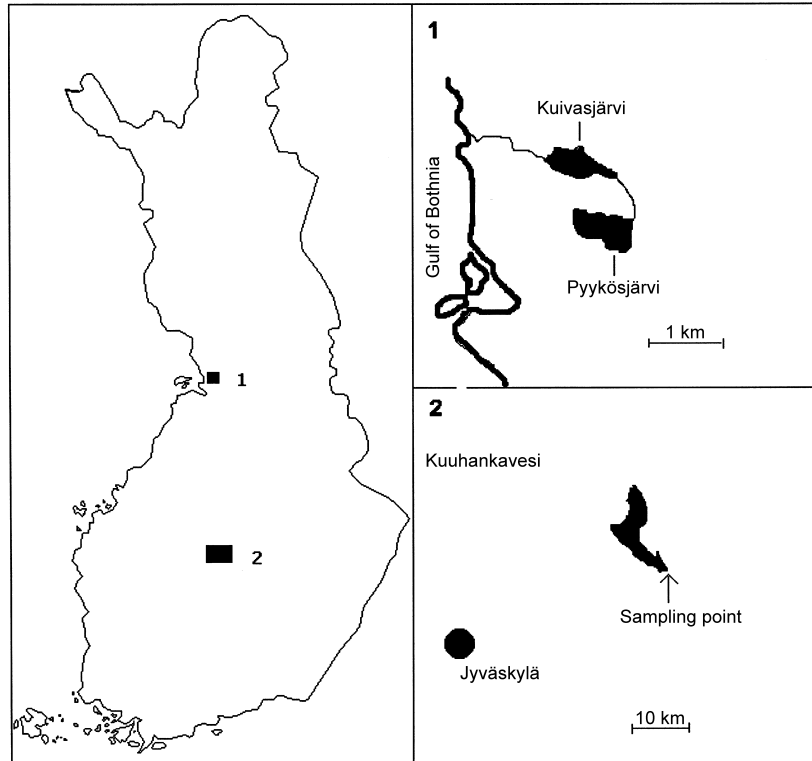 1
2
1
Kuivasjärvi
Gulf of Bothnia
Pyykösjärvi
1 km
2
Kuuhankavesi
Sampling point
Jyväskylä
10 km